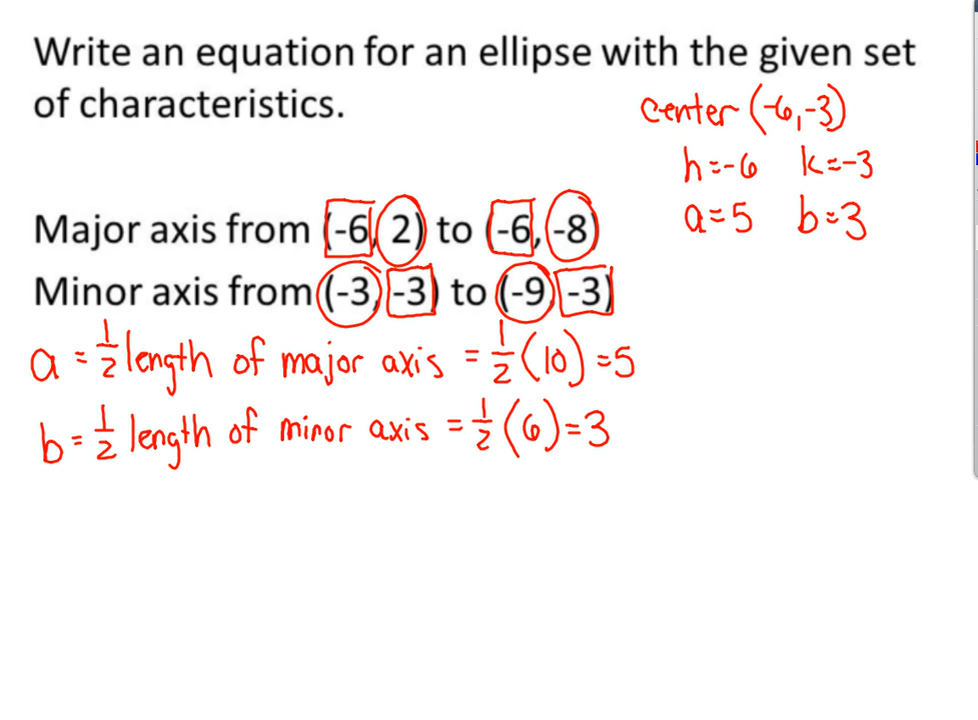 Write an equation for an ellipse with the given set
of characteristics.
center (-6,-3)
h=-6 k=-3
a=5 b=3
Major axis from (-6, 2) to (-6, -8)
Minor axis from (-3, -3) to (-9, -3)
a = 1/2 length of major axis = 1/2 (10) = 5
b = 1/2 length of minor axis = 1/2 (6) = 3